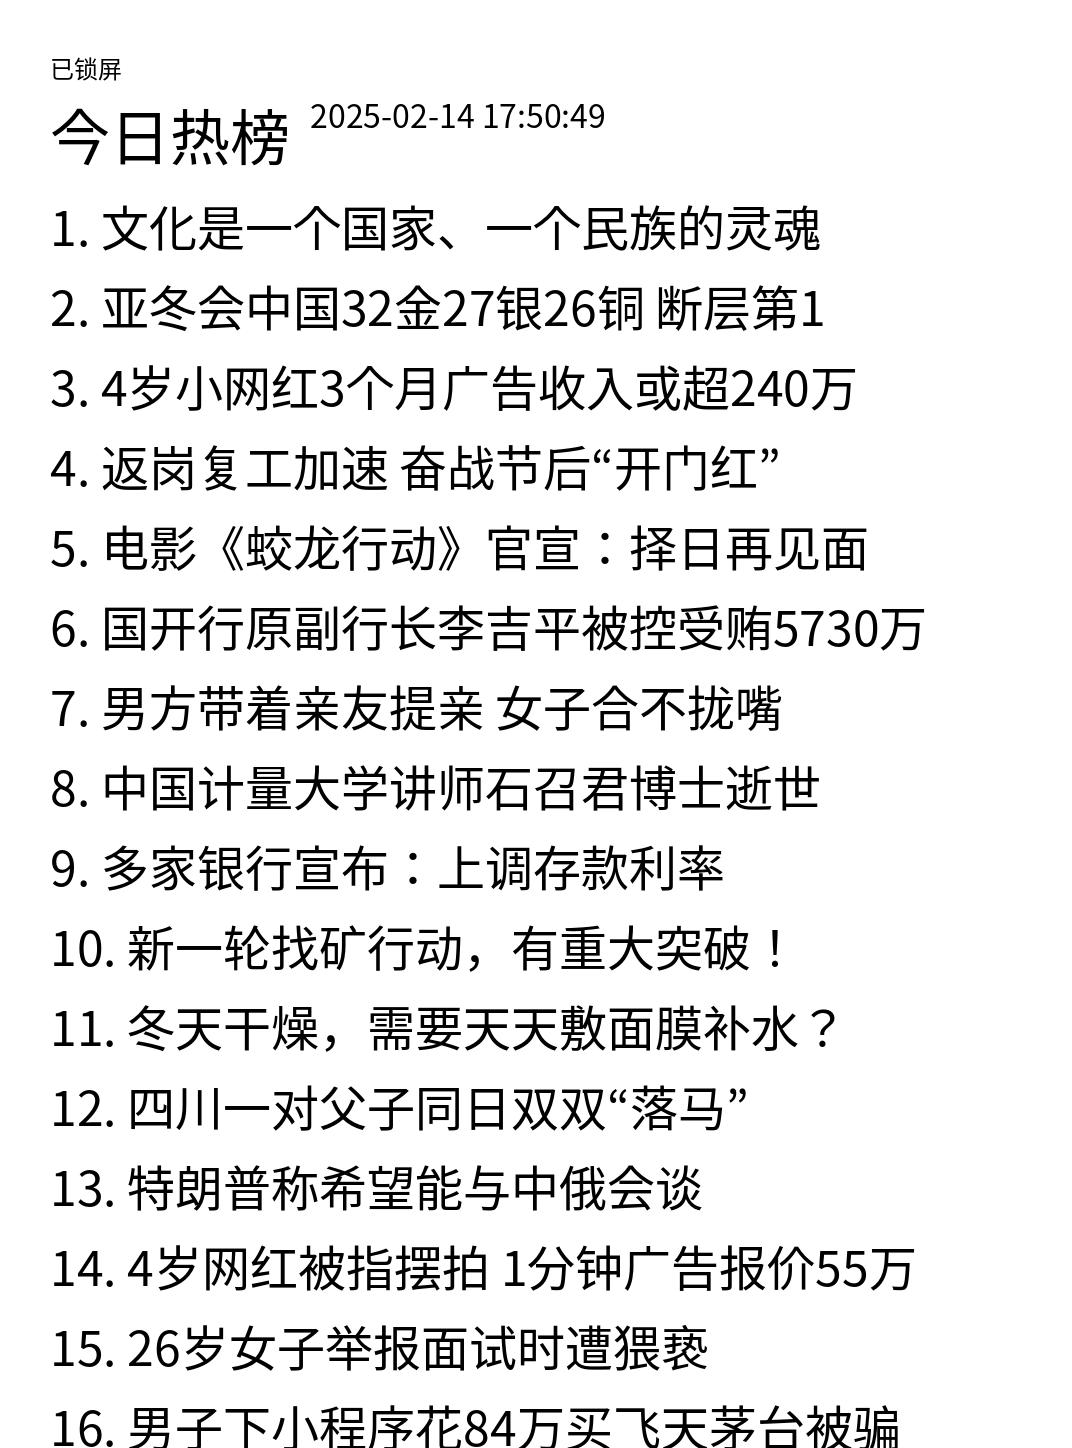 已锁屏
今日热榜 2025-02-14 17:50:49
1. 文化是一个国家、一个民族的灵魂
2. 亚冬会中国32金27银26铜 断层第1
3. 4岁小网红3个月广告收入或超240万
4. 返岗复工加速 奋战节后“开门红”
5. 电影《蛟龙行动》官宣：择日再见面
6. 国开行原副行长李吉平被控受贿5730万
7. 男方带着亲友提亲 女子合不拢嘴
8. 中国计量大学讲师石召君博士逝世
9. 多家银行宣布：上调存款利率
10. 新一轮找矿行动，有重大突破！
11. 冬天干燥，需要天天敷面膜补水？
12. 四川一对父子同日双双“落马”
13. 特朗普称希望能与中俄会谈
14. 4岁网红被指摆拍 1分钟广告报价55万
15. 26岁女子举报面试时遭猥亵
16. 男子下小程序花84万买飞天茅台被骗